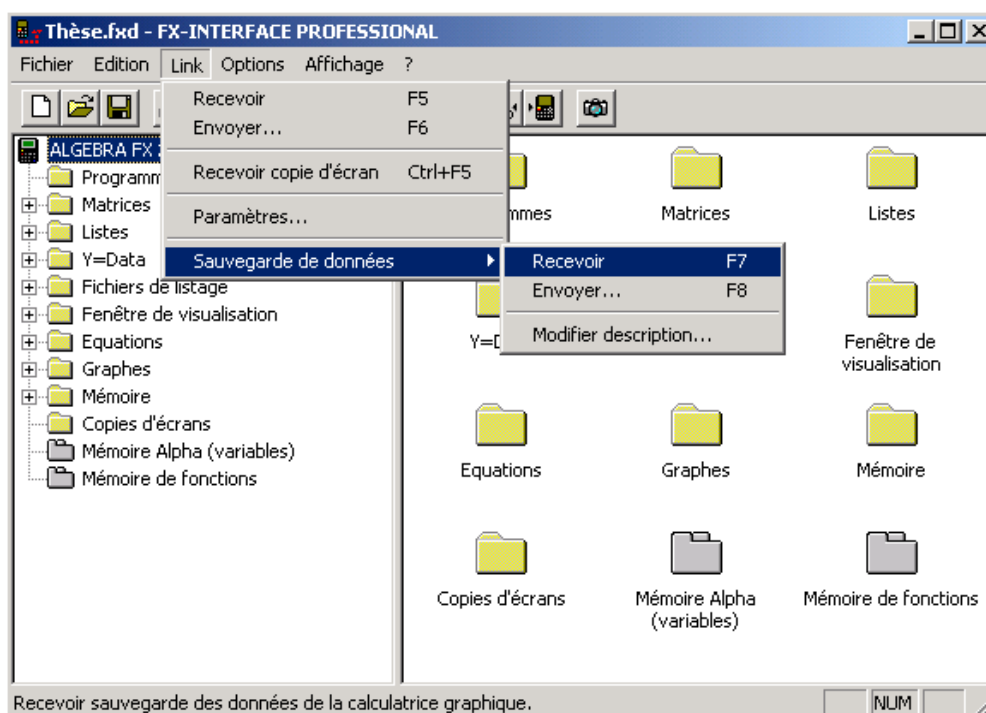 Thèse.fxd - FX-INTERFACE PROFESSIONAL
Fichier Edition Link Options Affichage ?
Recevoir F5
Envoyer... F6
Recevoir copie d'écran Ctrl+F5
Paramètres...
Sauvegarde de données
Recevoir F7
Envoyer... F8
Modifier description...
ALGEBRA FX
Programm
Matrices
Listes
Y=Data
Fichiers de listage
Fenêtre de visualisation
Equations
Graphes
Mémoire
Copies d'écrans
Mémoire Alpha (variables)
Mémoire de fonctions
mmes
Matrices
Listes
Y=D
Fenêtre de
visualisation
Equations
Graphes
Mémoire
Copies d'écrans
Mémoire Alpha
(variables)
Mémoire de fonctions
Recevoir sauvegarde des données de la calculatrice graphique.
NUM